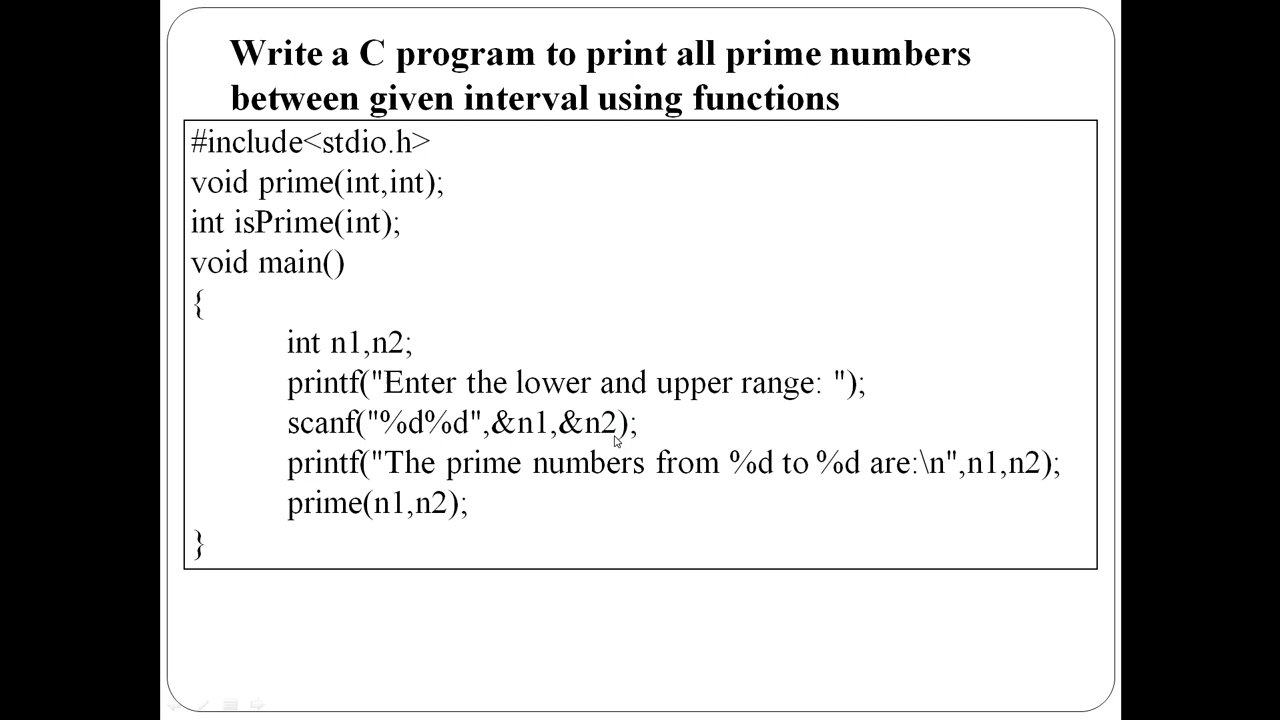 Write a C program to print all prime numbers
between given interval using functions
#include<stdio.h>
void prime(int,int);
int isPrime(int);
void main()
{
int n1,n2;
printf("Enter the lower and upper range: ");
scanf("%d%d",&n1,&n2);
printf("The prime numbers from %d to %d are:\n",n1,n2);
prime(n1,n2);
}